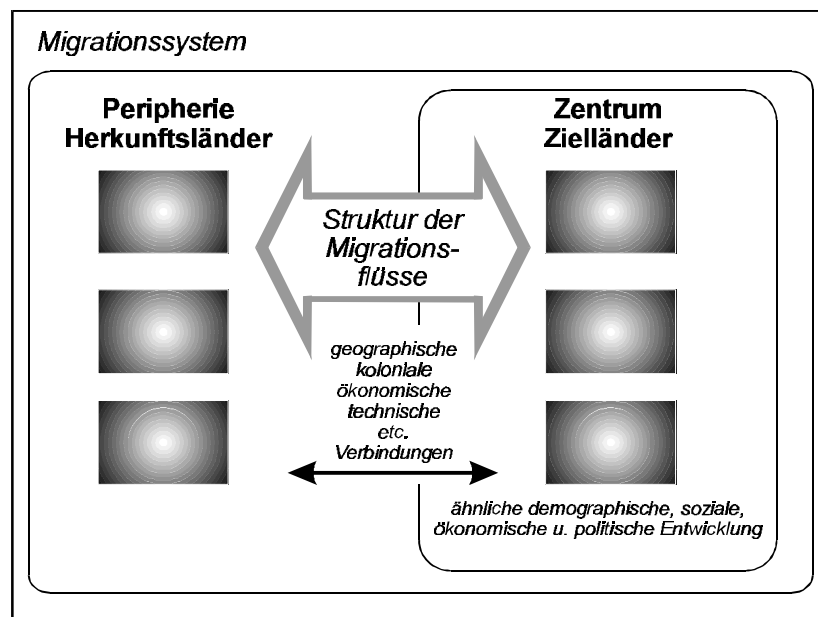 Migrationssystem
Peripherie
Herkunftsländer
Zentrum
Zielländer
Struktur der
Migrations-
flüsse
geographische
koloniale
ökonomische
technische
etc.
Verbindungen
ähnliche demographische, soziale,
ökonomische u. politische Entwicklung